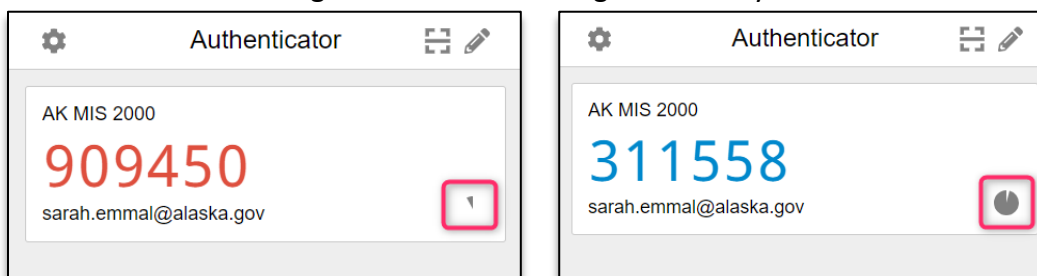 Authenticator
AK MIS 2000
909450
sarah.emmal@alaska.gov
Authenticator
AK MIS 2000
311558
sarah.emmal@alaska.gov